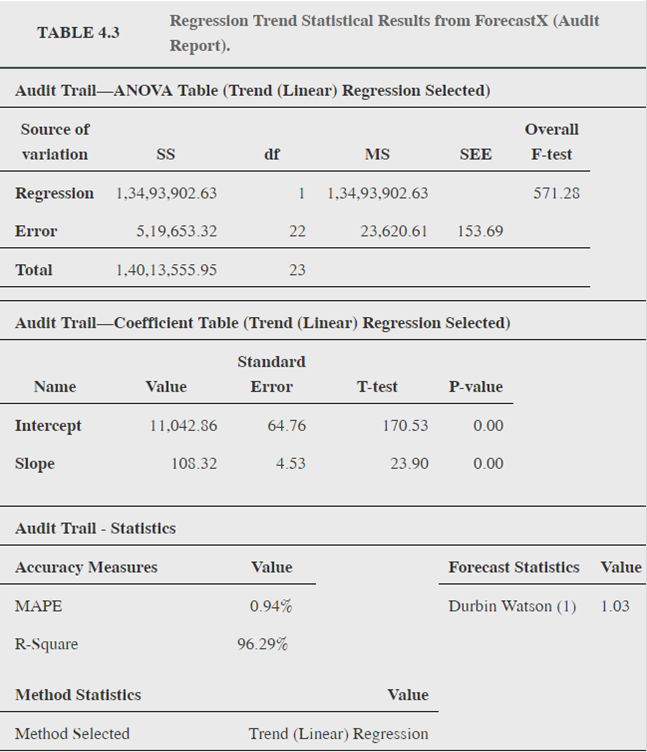 TABLE 4.3
Regression Trend Statistical Results from ForecastX (Audit
Report).
Audit Trail—ANOVA Table (Trend (Linear) Regression Selected)
Source of
variation SS df MS SEE Overall
F-test
Regression 1,34,93,902.63 1 1,34,93,902.63 571.28
Error 5,19,653.32 22 23,620.61 153.69
Total 1,40,13,555.95 23
Audit Trail—Coefficient Table (Trend (Linear) Regression Selected)
Name Value Standard
Error T-test P-value
Intercept 11,042.86 64.76 170.53 0.00
Slope 108.32 4.53 23.90 0.00
Audit Trail - Statistics
Accuracy Measures Value Forecast Statistics Value
MAPE 0.94% Durbin Watson (1) 1.03
R-Square 96.29%
Method Statistics Value
Method Selected Trend (Linear) Regression